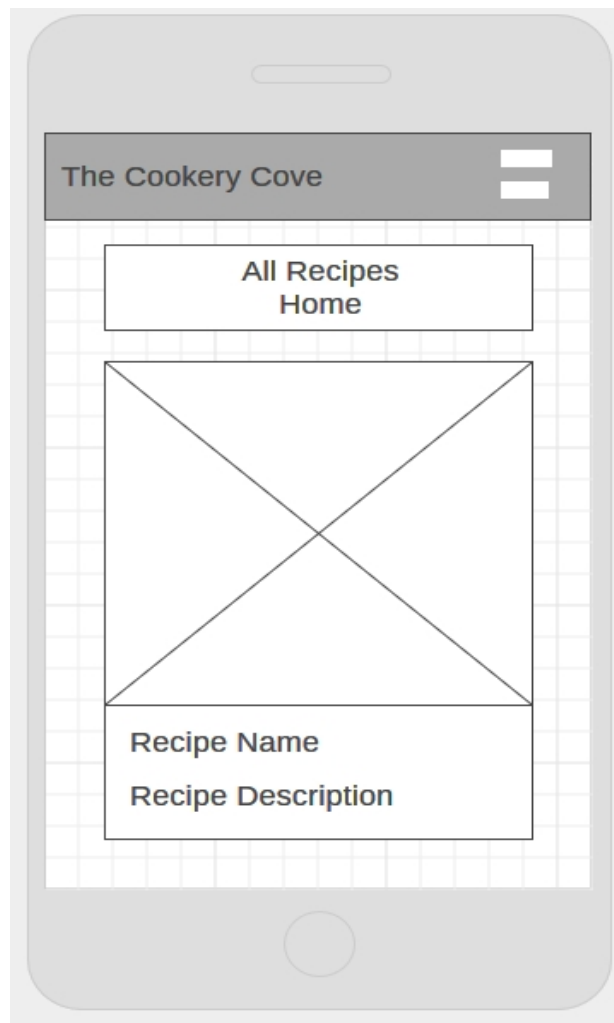 The Cookery Cove
All Recipes
Home
Recipe Name
Recipe Description